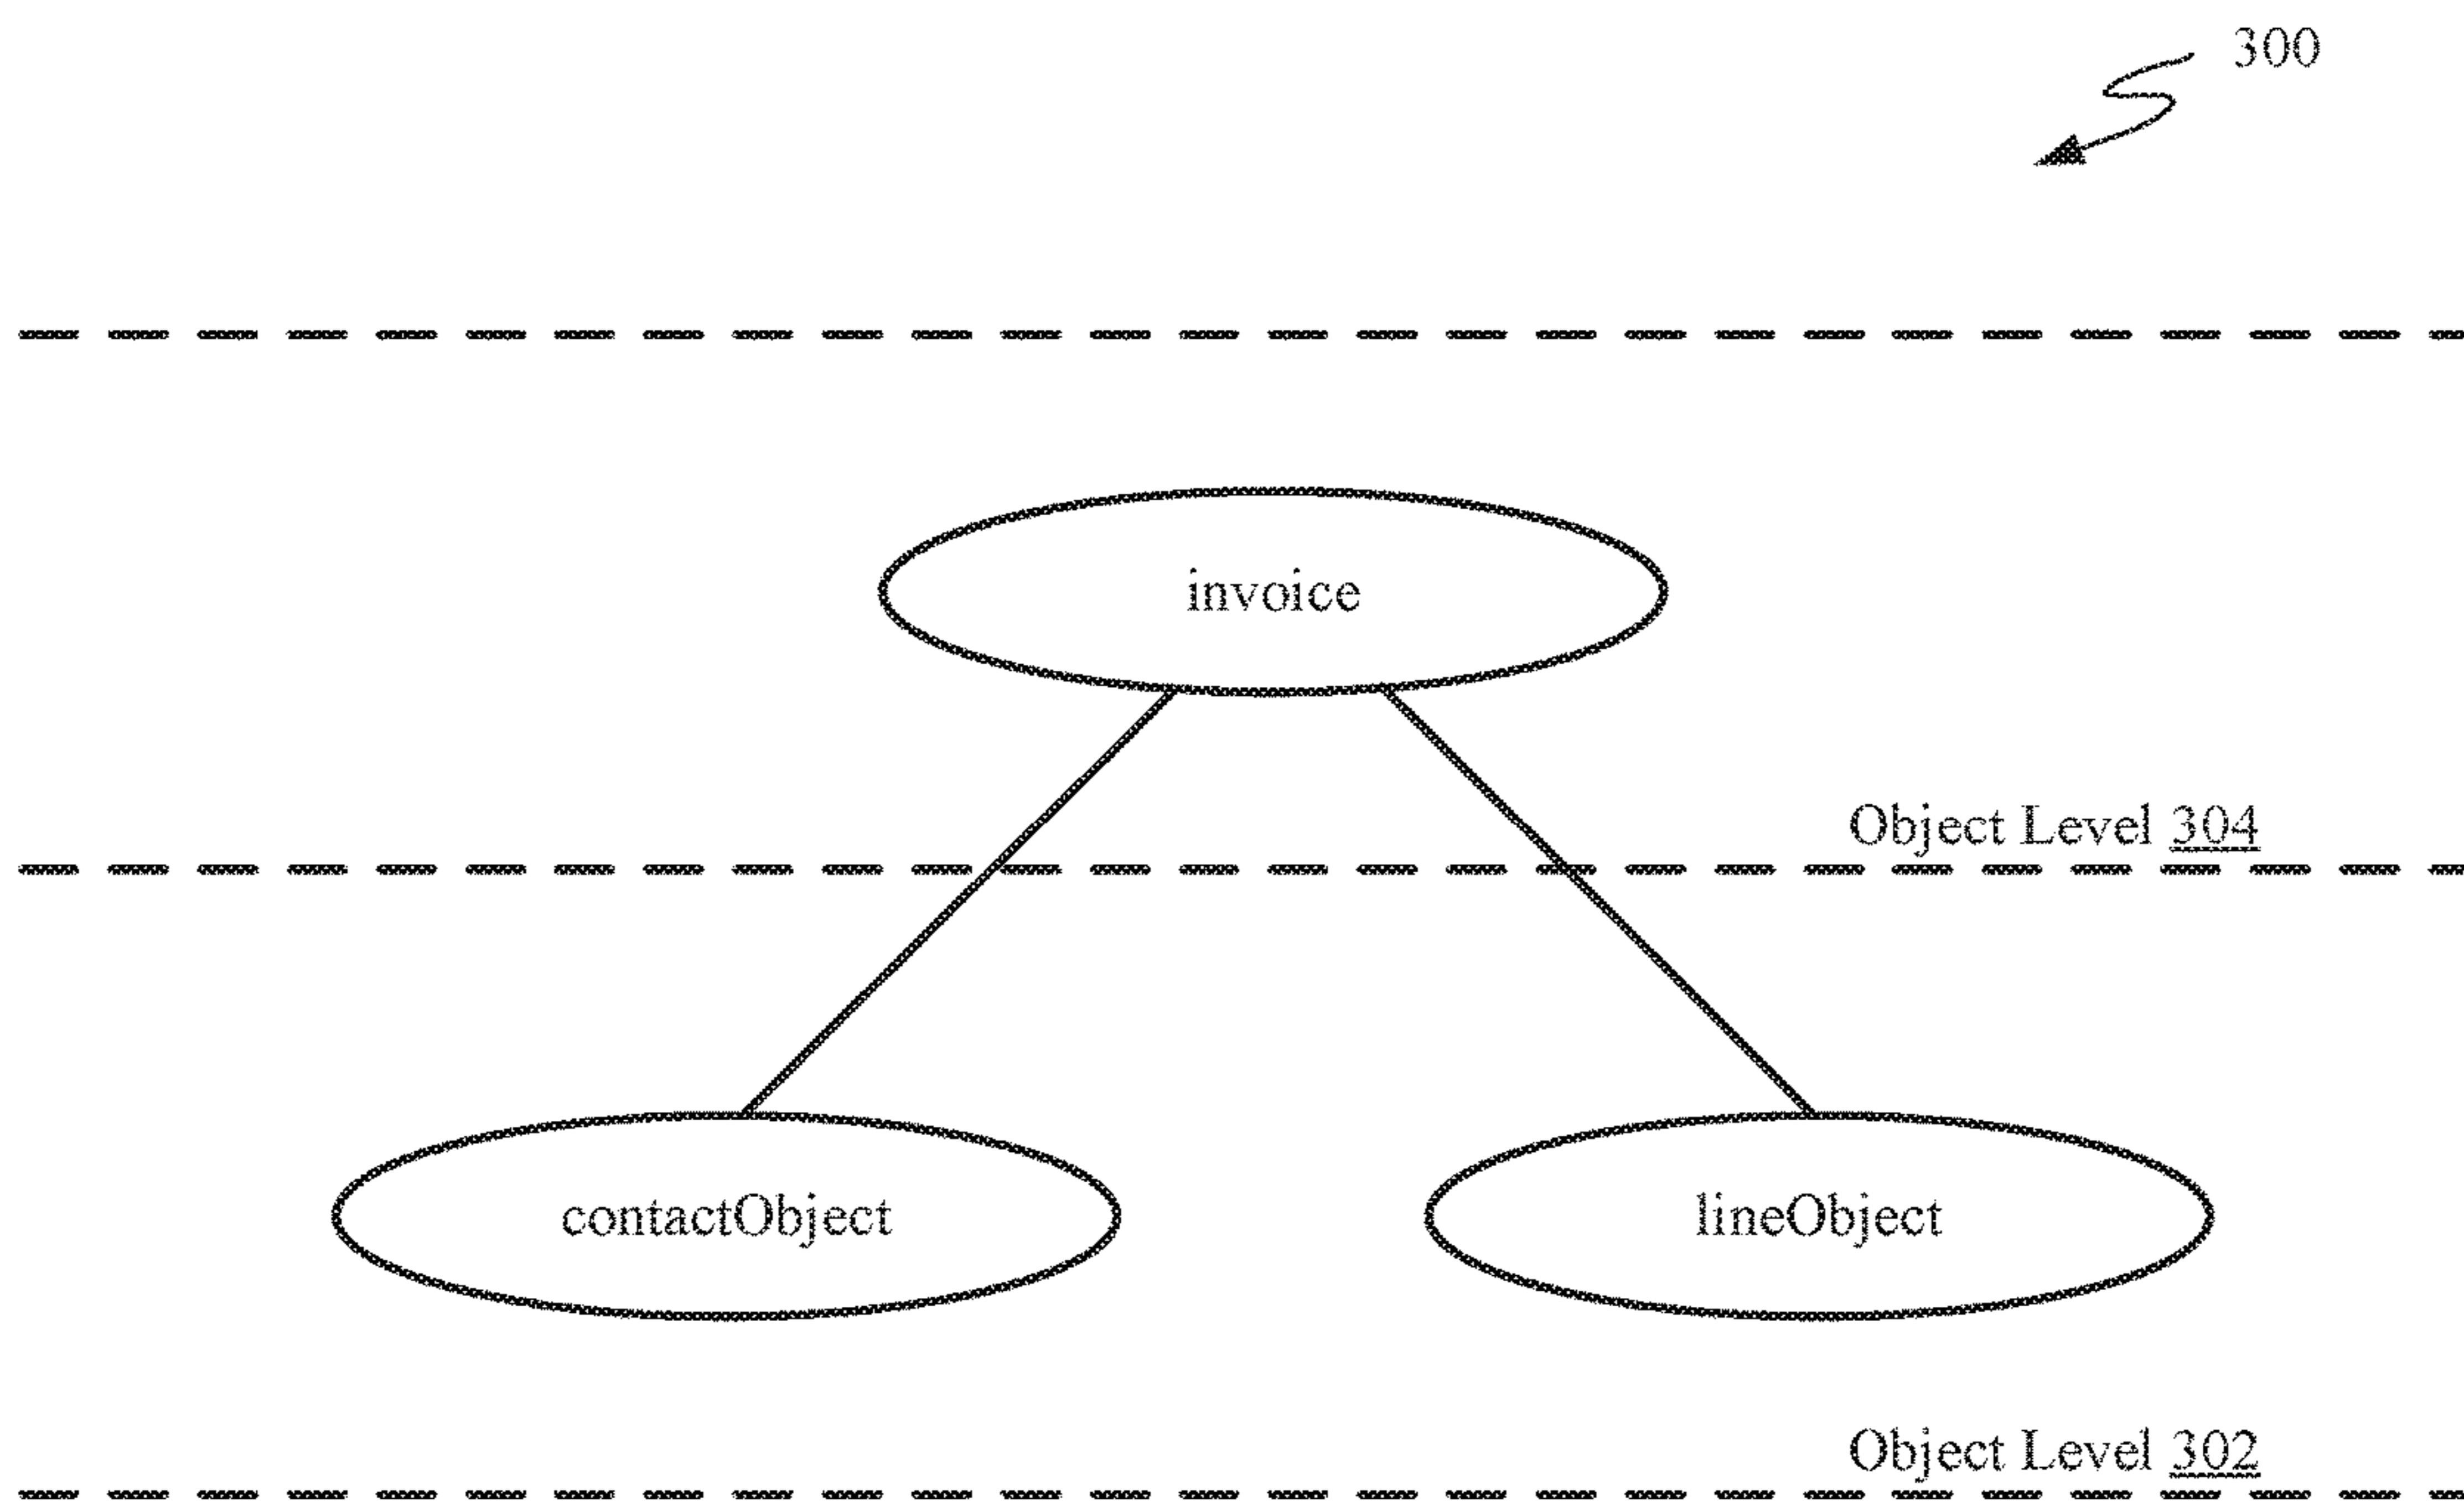 300
invoice
Object Level 304
contactObject
lineObject
Object Level 302